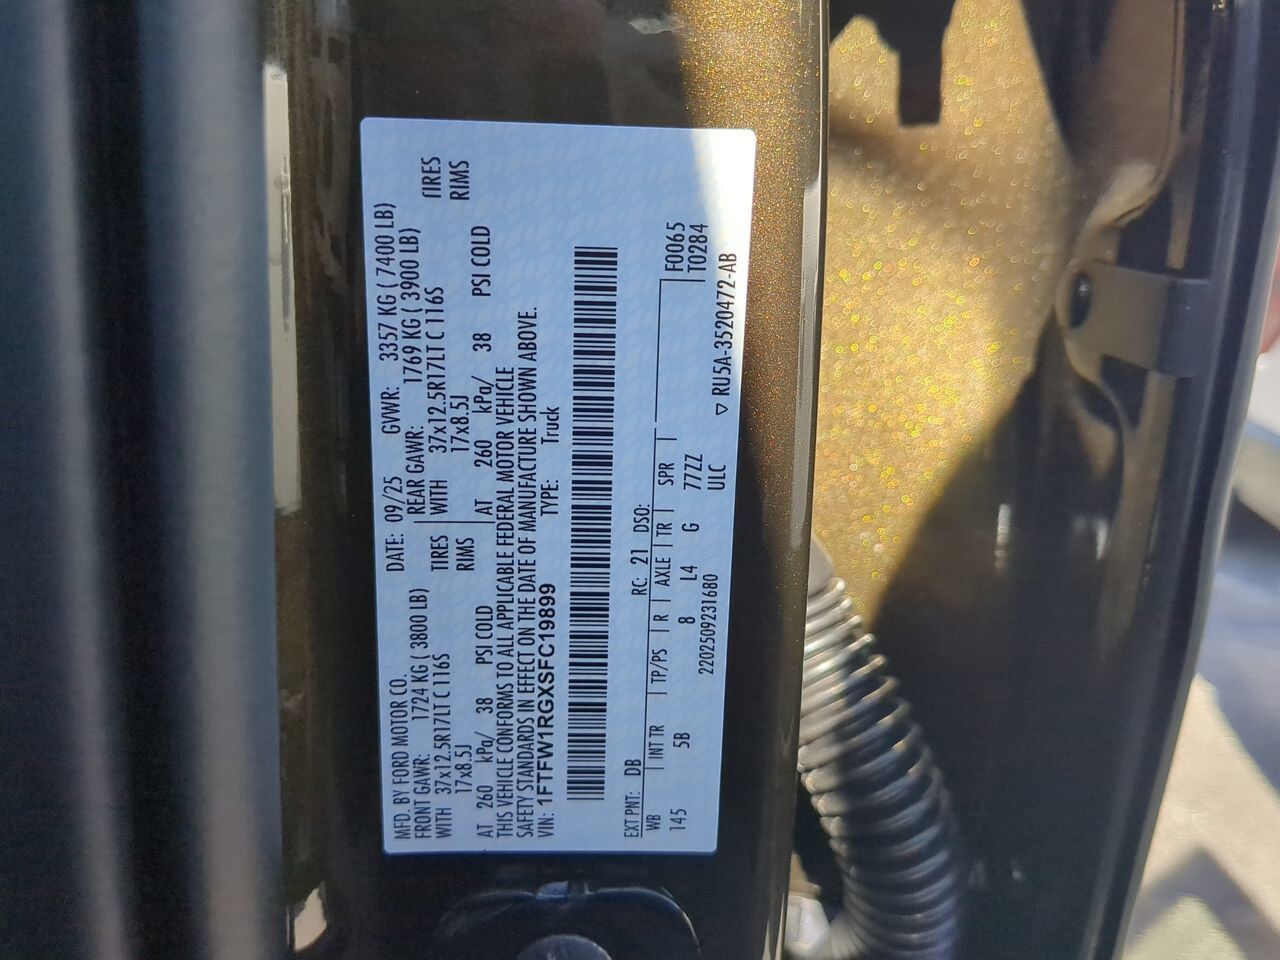 MFD. BY FORD MOTOR CO. DATE: 09/25 GVWR: 3357 KG ( 7400 LB)
FRONT GAWR: 1724 KG ( 3800 LB) REAR GAWR: 1769 KG ( 3900 LB)
WITH 37x12.5R17LT C 116S TIRES WITH 37x12.5R17LT C 116S TIRES
17x8.5J RIMS 17x8.5J RIMS
AT 260 kPa/ 38 PSI COLD AT 260 kPa/ 38 PSI COLD
THIS VEHICLE CONFORMS TO ALL APPLICABLE FEDERAL MOTOR VEHICLE
SAFETY STANDARDS IN EFFECT ON THE DATE OF MANUFACTURE SHOWN ABOVE.
VIN: 1FTFW1RGXSFC19899 TYPE: Truck
EXT PNT: DB RC: 21 DSO:
WB INT TR TP/PS R AXLE TR SPR F0065
145 5B 8 L4 G 77ZZ T0284
2202509231680 ULC ▽ RU5A-3520472-AB